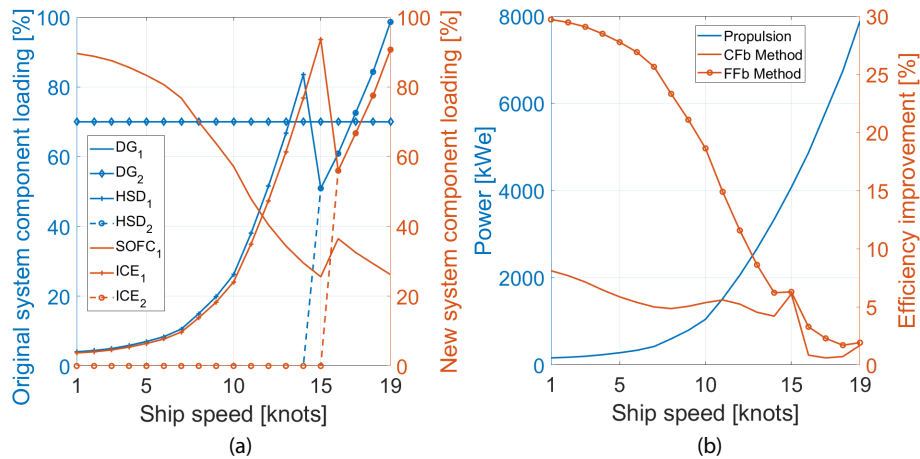 Original system component loading [%]
100
80
60
40
20
0
DG1
DG2
HSD1
HSD2
SOFC1
ICE1
ICE2
1
5
10
15
19
Ship speed [knots]
100
80
60
40
20
0
New system component loading [%]
(a)
Power [kWe]
8000
6000
4000
2000
0
Propulsion
CFb Method
FFb Method
1
5
10
15
19
Ship speed [knots]
30
25
20
15
10
5
0
Efficiency improvement [%]
(b)